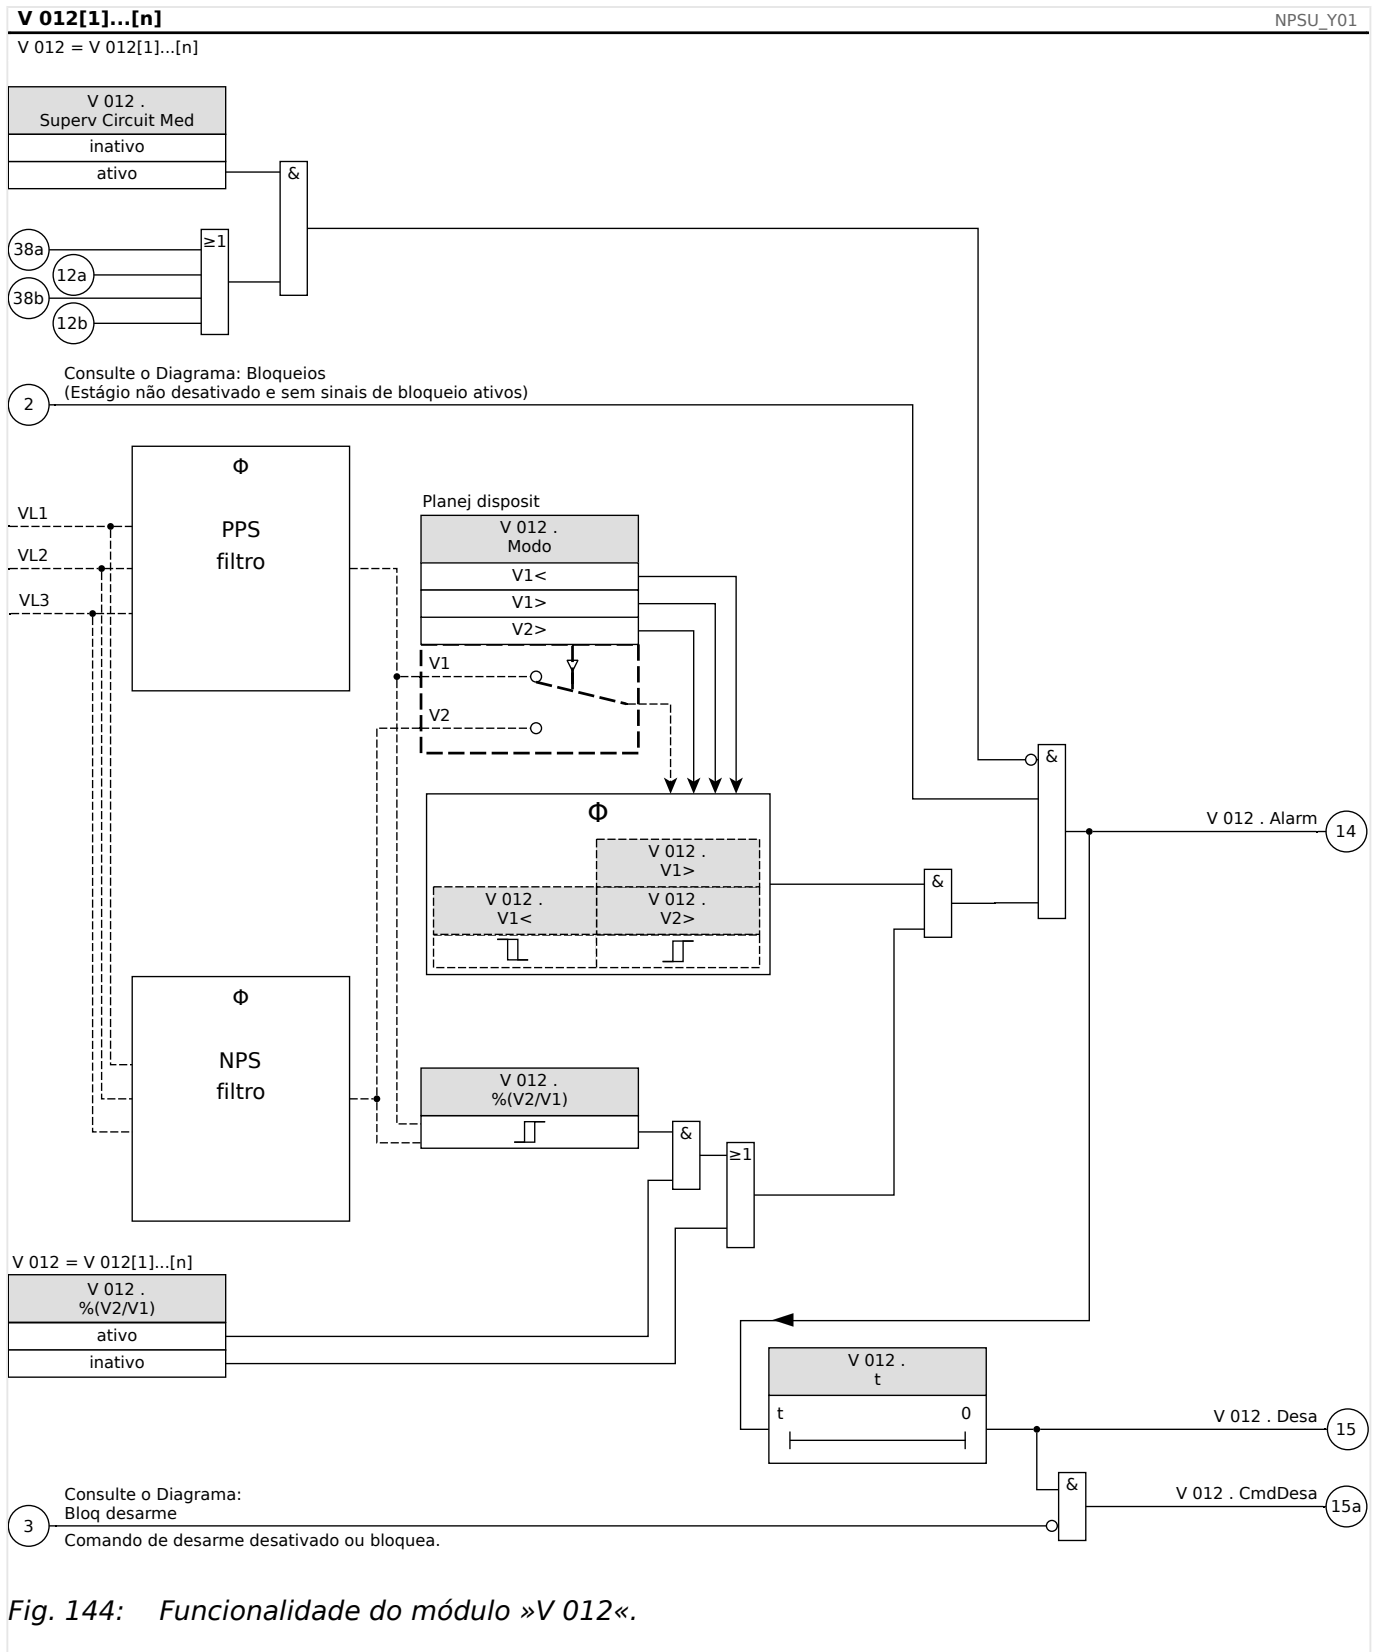 V 012[1]...[n]
NPSU_Y01
V 012 = V 012[1]...[n]
V 012 .
Superv Circuit Med
inativo
ativo
&
≥1
38a
12a
38b
12b
Consulte o Diagrama: Bloqueios
(Estágio não desativado e sem sinais de bloqueio ativos)
2
Φ
PPS
filtro
VL1
VL2
VL3
Planej disposit
V 012 .
Modo
V1<
V1>
V2>
V1
V2
&
V 012 . Alarm
14
Φ
V 012 .
V1>
V 012 .
V1<
V 012 .
V2>
&
Φ
NPS
filtro
V 012 .
%(V2/V1)
&
≥1
V 012 = V 012[1]...[n]
V 012 .
%(V2/V1)
ativo
inativo
V 012 .
t
t 0
V 012 . Desa
15
&
V 012 . CmdDesa
15a
Consulte o Diagrama:
Bloq desarme
3
Comando de desarme desativado ou bloquea.
Fig. 144: Funcionalidade do módulo »V 012«.